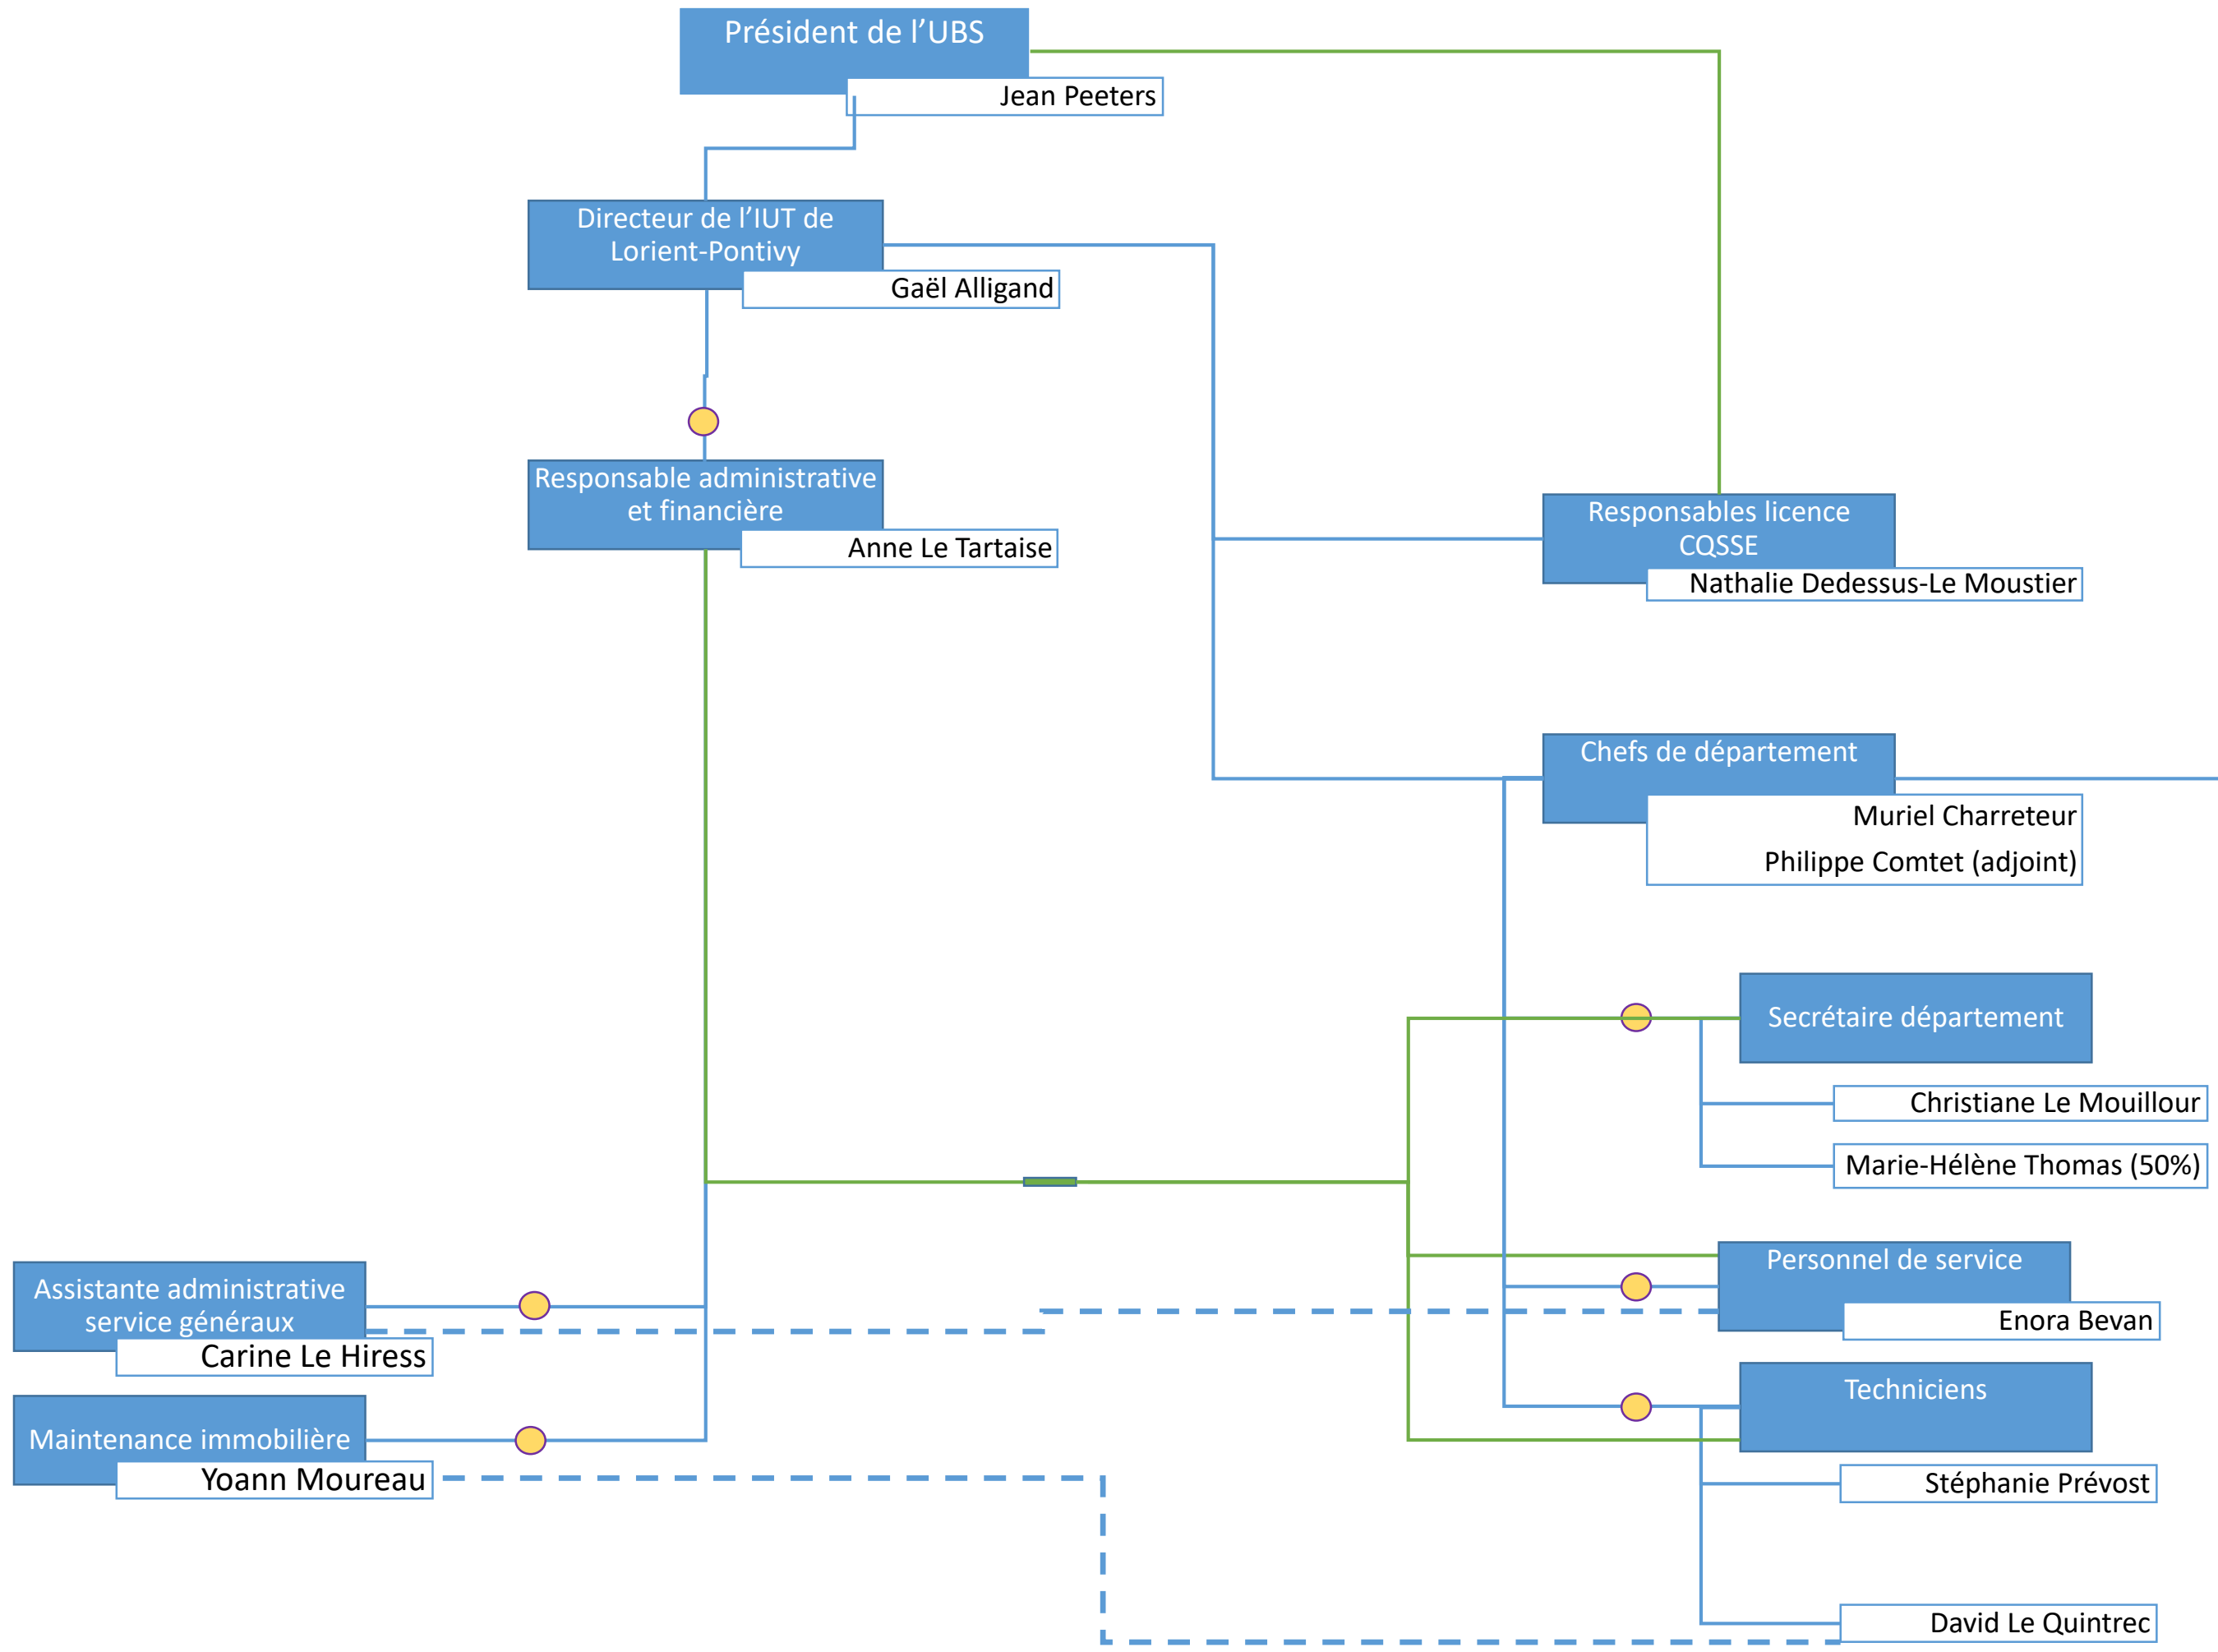 Président de l’UBS
Jean Peeters
Directeur de l’IUT de
Lorient-Pontivy
Gaël Alligand
Responsable administrative
et financière
Anne Le Tartaise
Responsables licence
CQSSE
Nathalie Dedessus-Le Moustier
Chefs de département
Muriel Charreteur
Philippe Comtet (adjoint)
Secrétaire département
Christiane Le Mouillour
Marie-Hélène Thomas (50%)
Personnel de service
Enora Bevan
Assistante administrative
service généraux
Carine Le Hiress
Techniciens
Maintenance immobilière
Yoann Moureau
Stéphanie Prévost
David Le Quintrec